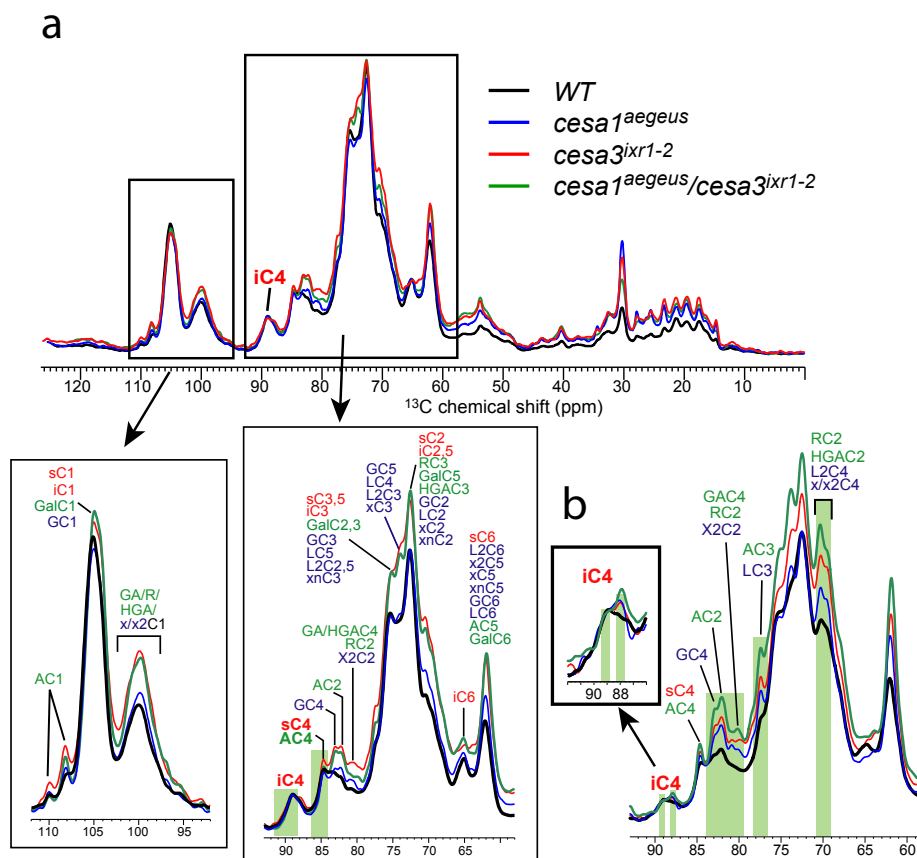 a
WT
cesa1aegeus
cesa3ixr1-2
cesa1aegeus/cesa3ixr1-2
iC4
120 110 100 90 80 70 60 50 40 30 20 10
13C chemical shift (ppm)
sC1
iC1
GalC1
GC1
GA/R/
HGA/
x/x2C1
AC1
110 105 100 95
sC2
iC2,5
RC3
GalC5
HGAC3
GC2
LC2
xC2
xnC2
GC5
LC4
L2C3
xC3
sC3,5
iC3
GalC2,3
GC3
LC5
L2C2,5
xnC3
sC6
L2C6
x2C5
xC5
xnC5
GC6
LC6
AC5
GalC6
GA/HGAC4
RC2
X2C2
AC2
GC4
iC6
sC4
AC4
iC4
90 85 80 75 70 65
b
RC2
HGAC2
L2C4
x/x2C4
GAC4
RC2
X2C2
AC3
LC3
iC4
90 88
AC2
GC4
sC4
AC4
iC4
90 85 80 75 70 65 60